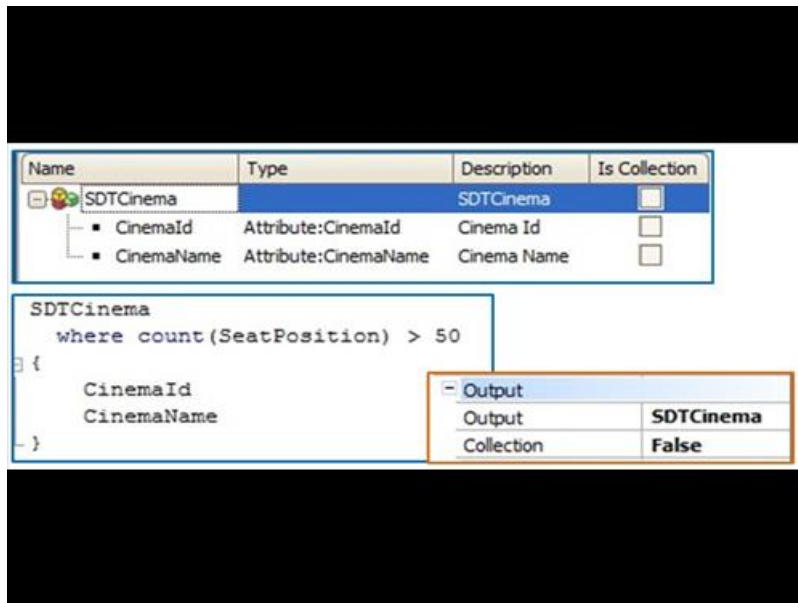 Name Type Description Is Collection
SDTCinema SDTCinema
CinemaId Attribute:CinemaId Cinema Id
CinemaName Attribute:CinemaName Cinema Name
SDTCinema
where count(SeatPosition) > 50
{
CinemaId
CinemaName
}
Output
Output SDTCinema
Collection False